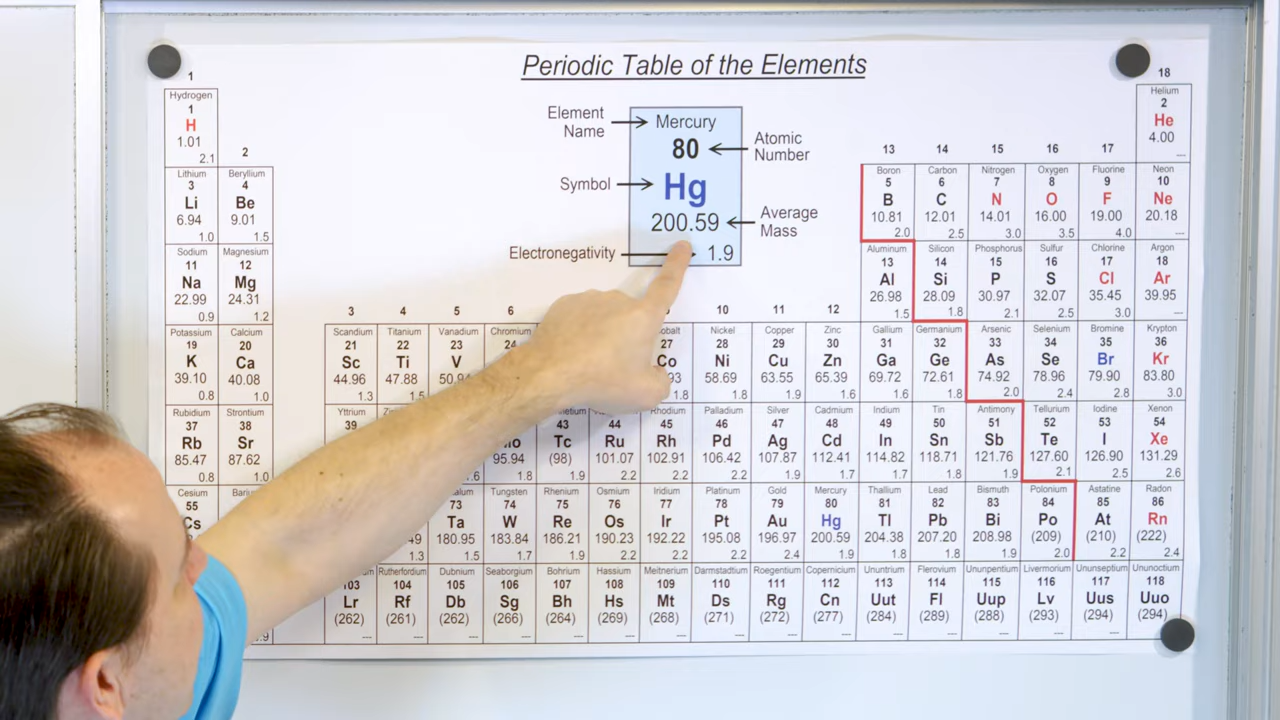 Periodic Table of the Elements
1 18
Hydrogen Helium
1 2
H He
1.01 4.00
2.1 ---
Element Name
Mercury
80
Atomic Number
Symbol
Hg
200.59
Average Mass
Electronegativity
1.9
2 13 14 15 16 17
Lithium Beryllium Boron Carbon Nitrogen Oxygen Fluorine Neon
3 4 5 6 7 8 9 10
Li Be B C N O F Ne
6.94 9.01 10.81 12.01 14.01 16.00 19.00 20.18
1.0 1.5 2.0 2.5 3.0 3.5 4.0 ---
Sodium Magnesium Aluminum Silicon Phosphorus Sulfur Chlorine Argon
11 12 13 14 15 16 17 18
Na Mg Al Si P S Cl Ar
22.99 24.31 26.98 28.09 30.97 32.07 35.45 39.95
0.9 1.2 1.5 1.8 2.1 2.5 3.0 ---
3 4 5 6 10 11 12
Potassium Calcium Scandium Titanium Vanadium Chromium Nickel Copper Zinc Gallium Germanium Arsenic Selenium Bromine Krypton
19 20 21 22 23 24 27 28 29 30 31 32 33 34 35 36
K Ca Sc Ti V Co Ni Cu Zn Ga Ge As Se Br Kr
39.10 40.08 44.96 47.88 58.69 63.55 65.39 69.72 72.61 74.92 78.96 79.90 83.80
0.8 1.0 1.3 1.5 1.8 1.8 1.9 1.6 1.6 1.8 2.0 2.4 2.8 3.0
Rubidium Strontium Yttrium Rhodium Palladium Silver Cadmium Indium Tin Antimony Tellurium Iodine Xenon
37 38 39 43 44 45 46 47 48 49 50 51 52 53 54
Rb Sr Tc Ru Rh Pd Ag Cd In Sn Sb Te I Xe
85.47 87.62 95.94 (98) 101.07 102.91 106.42 107.87 112.41 114.82 118.71 121.76 127.60 126.90 131.29
0.8 1.0 1.8 1.9 2.2 2.2 2.2 1.9 1.7 1.7 1.8 1.9 2.1 2.5 2.6
Cesium Tungsten Rhenium Osmium Iridium Platinum Gold Mercury Thallium Lead Bismuth Polonium Astatine Radon
55 73 74 75 76 77 78 79 80 81 82 83 84 85 86
Cs Ta W Re Os Ir Pt Au Hg Tl Pb Bi Po At Rn
180.95 183.84 186.21 190.23 192.22 195.08 196.97 200.59 204.38 207.20 208.98 (209) (210) (222)
1.3 1.5 1.7 1.9 2.2 2.2 2.2 2.4 1.9 1.8 1.8 1.9 2.0 2.2 2.4
Rutherfordium Dubnium Seaborgium Bohrium Hassium Meitnerium Darmstadtium Roegentium Copernicium Ununtrium Flerovium Ununpentium Livermorium Ununseptium Ununoctium
103 104 105 106 107 108 109 110 111 112 113 114 115 116 117 118
Lr Rf Db Sg Bh Hs Mt Ds Rg Cn Uut Fl Uup Lv Uus Uuo
(262) (261) (262) (266) (264) (269) (268) (271) (272) (277) (284) (289) (288) (293) (294) (294)
--- --- --- --- --- --- --- --- --- --- --- --- --- --- --- ---